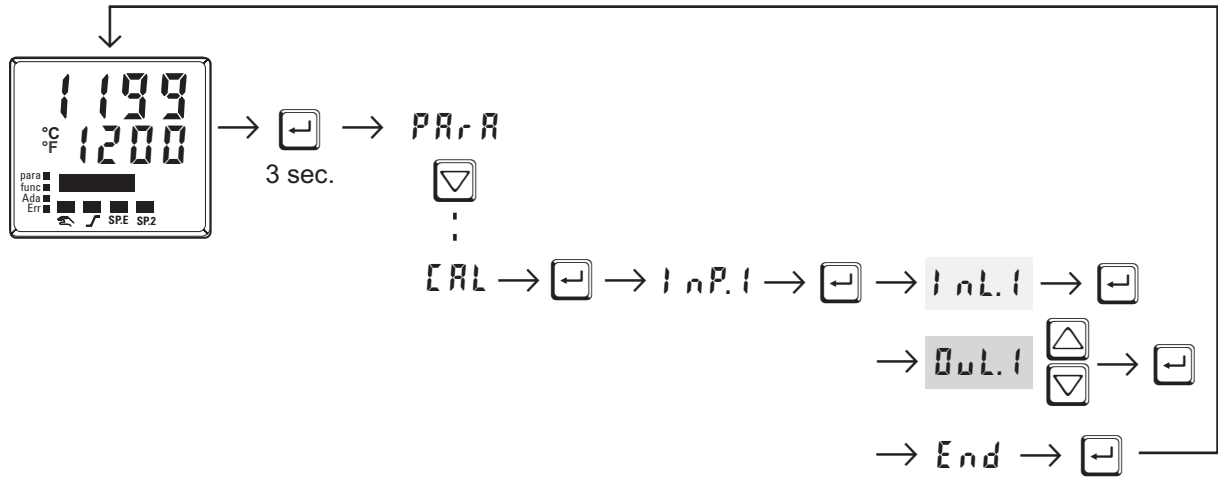 1199
°C
°F
1200
para
func
Ada
Err
SP.E SP.2
3 sec.
PArA
CAL
InP.1
InL.1
OuL.1
End